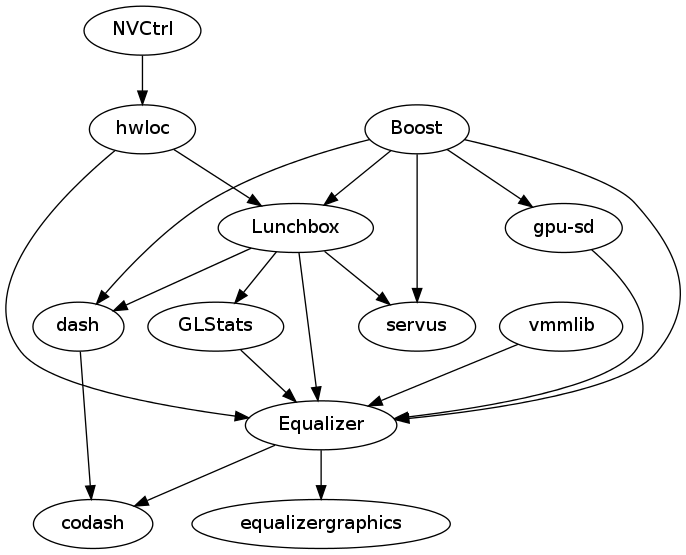 NVCtrl
hwloc
Boost
Lunchbox
gpu-sd
dash
GLStats
servus
vmmlib
Equalizer
codash
equalizergraphics